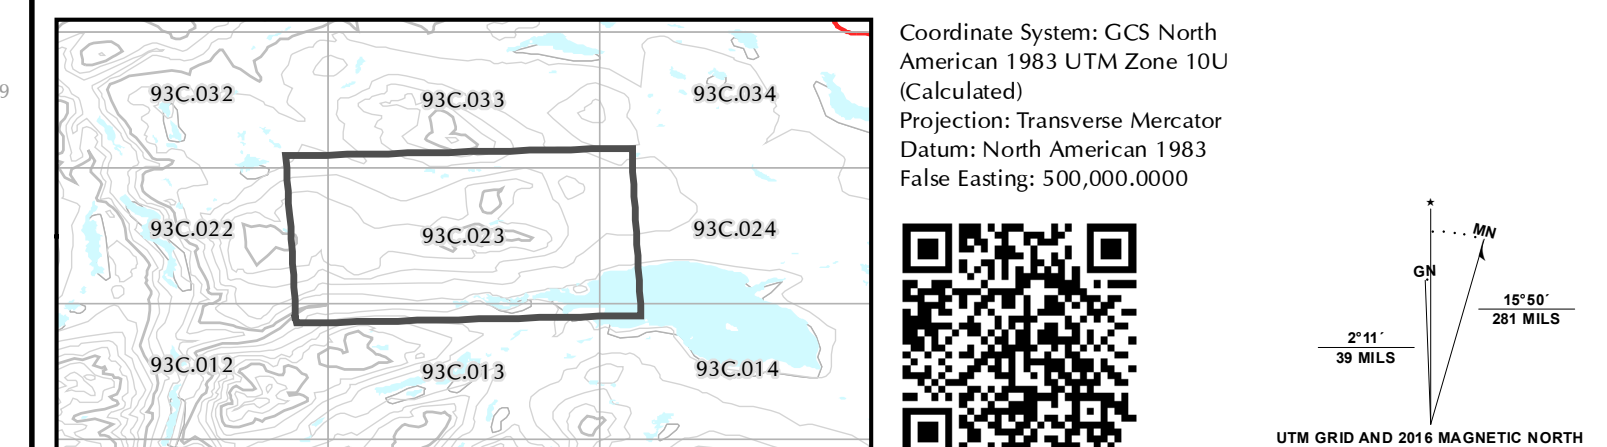 9
93C.032
93C.033
93C.034
93C.022
93C.023
93C.024
93C.012
93C.013
93C.014
Coordinate System: GCS North
American 1983 UTM Zone 10U
(Calculated)
Projection: Transverse Mercator
Datum: North American 1983
False Easting: 500,000.0000
MN
GN
15°50´
281 MILS
2°11´
39 MILS
UTM GRID AND 2016 MAGNETIC NORTH